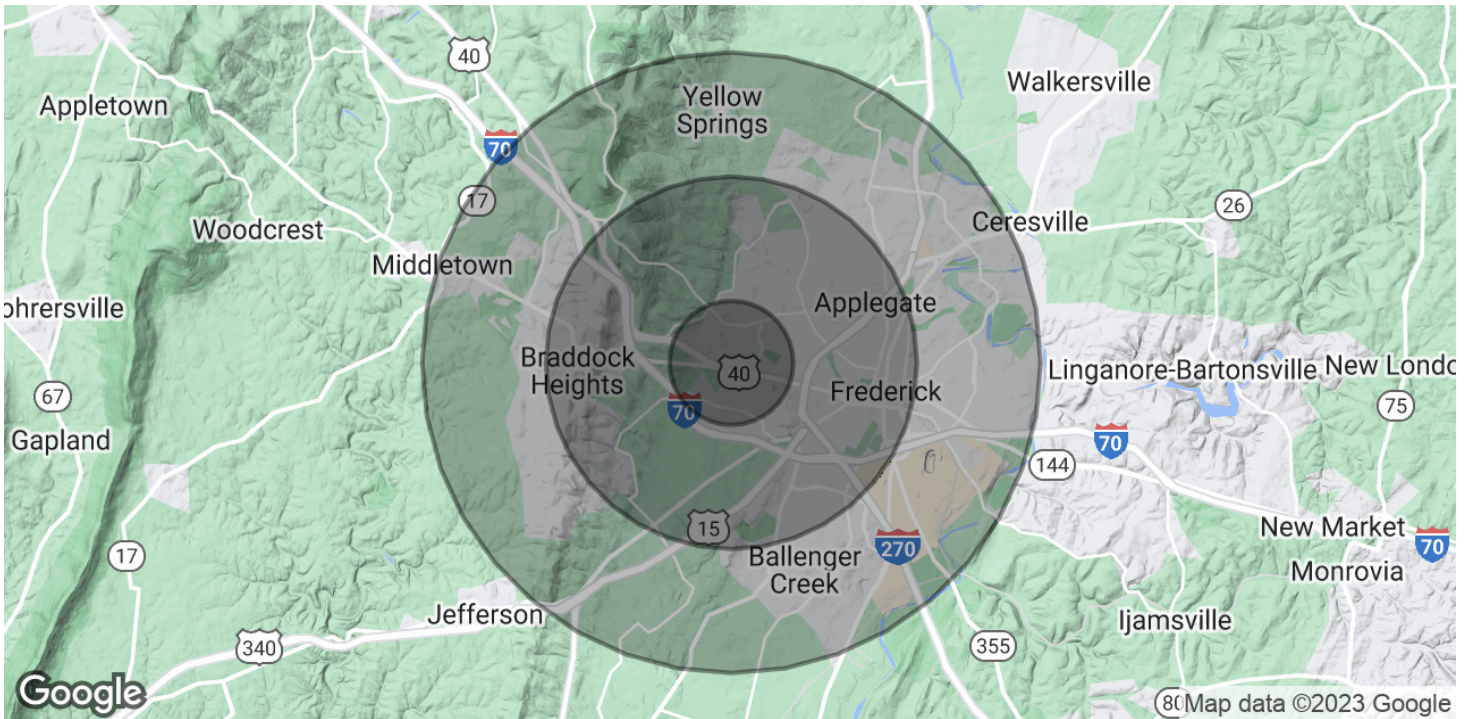 40
Yellow
Springs
Walkersville
Appletown
70
17
26
Woodcrest
Ceresville
Middletown
ohrersville
Applegate
Braddock
Heights
40
Linganore-Bartonsville
New Londo
67
70
Frederick
75
Gapland
70
144
15
New Market
17
270
Ballenger
Creek
70
Monrovia
Jefferson
Ijamsville
340
355
Google
80
Map data ©2023 Google